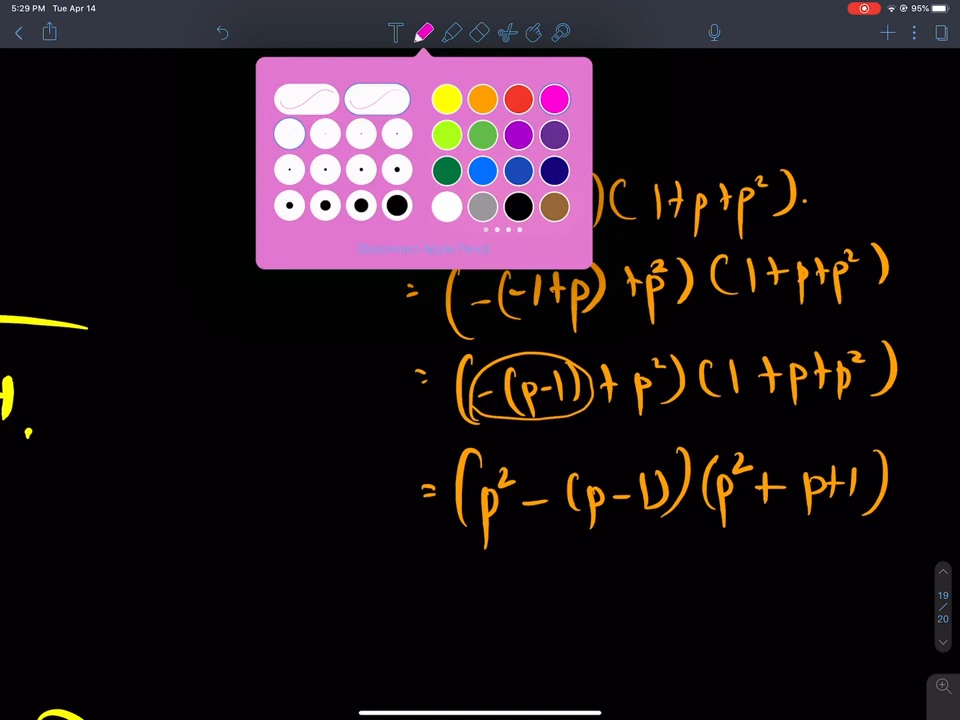 5:29 PM Tue Apr 14
95%
T
)(1+p+p²).
= (-(-1+p)+p²)(1+p+p²)
= (-(p-1)+p²)(1+p+p²)
= (p²-(p-1))(p²+p+1)
19
/
20